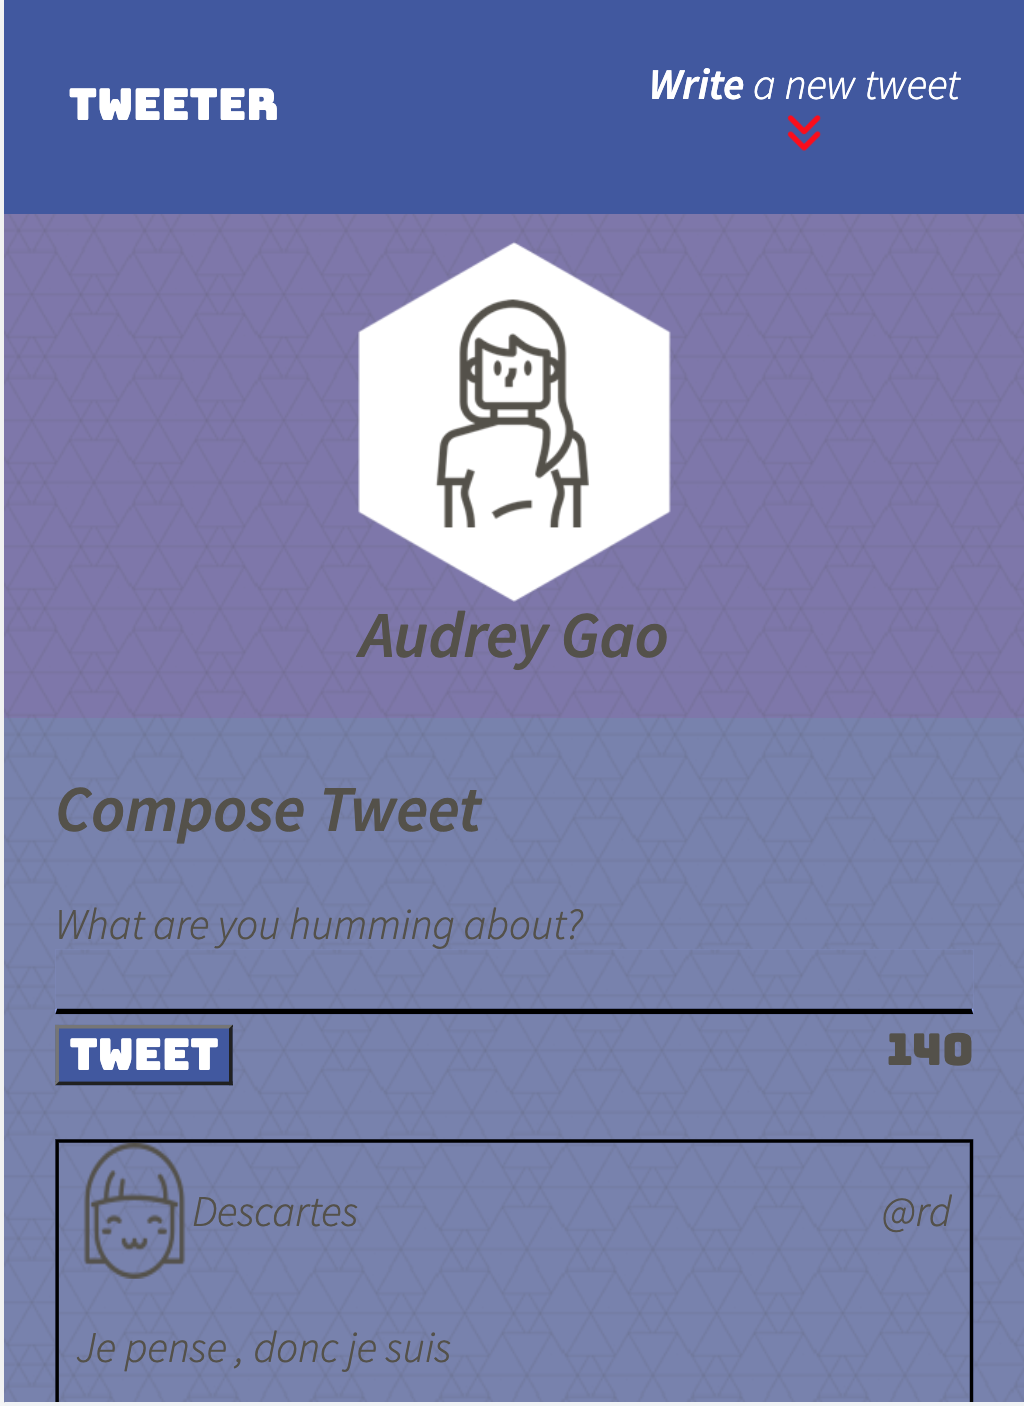 TWEETER
Write a new tweet
Audrey Gao
Compose Tweet
What are you humming about?
TWEET
140
Descartes
@rd
Je pense , donc je suis